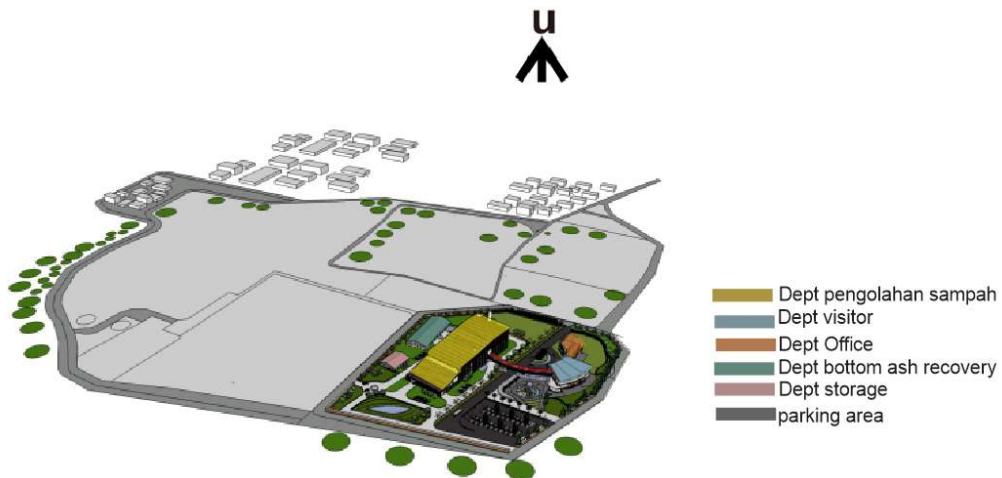 u
Dept pengolahan sampah
Dept visitor
Dept Office
Dept bottom ash recovery
Dept storage
parking area